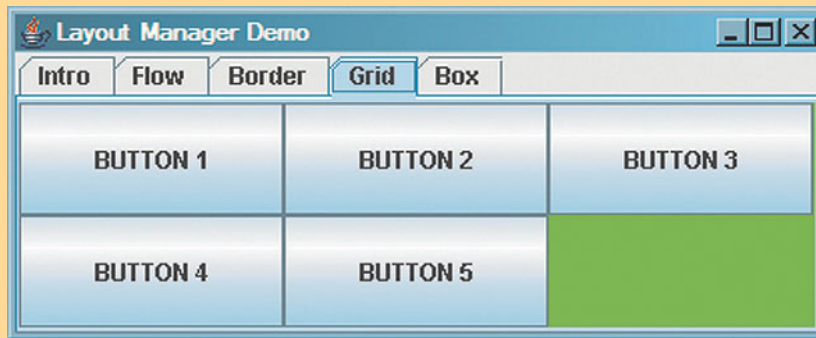 Layout Manager Demo
Intro Flow Border Grid Box
BUTTON 1 BUTTON 2 BUTTON 3
BUTTON 4 BUTTON 5